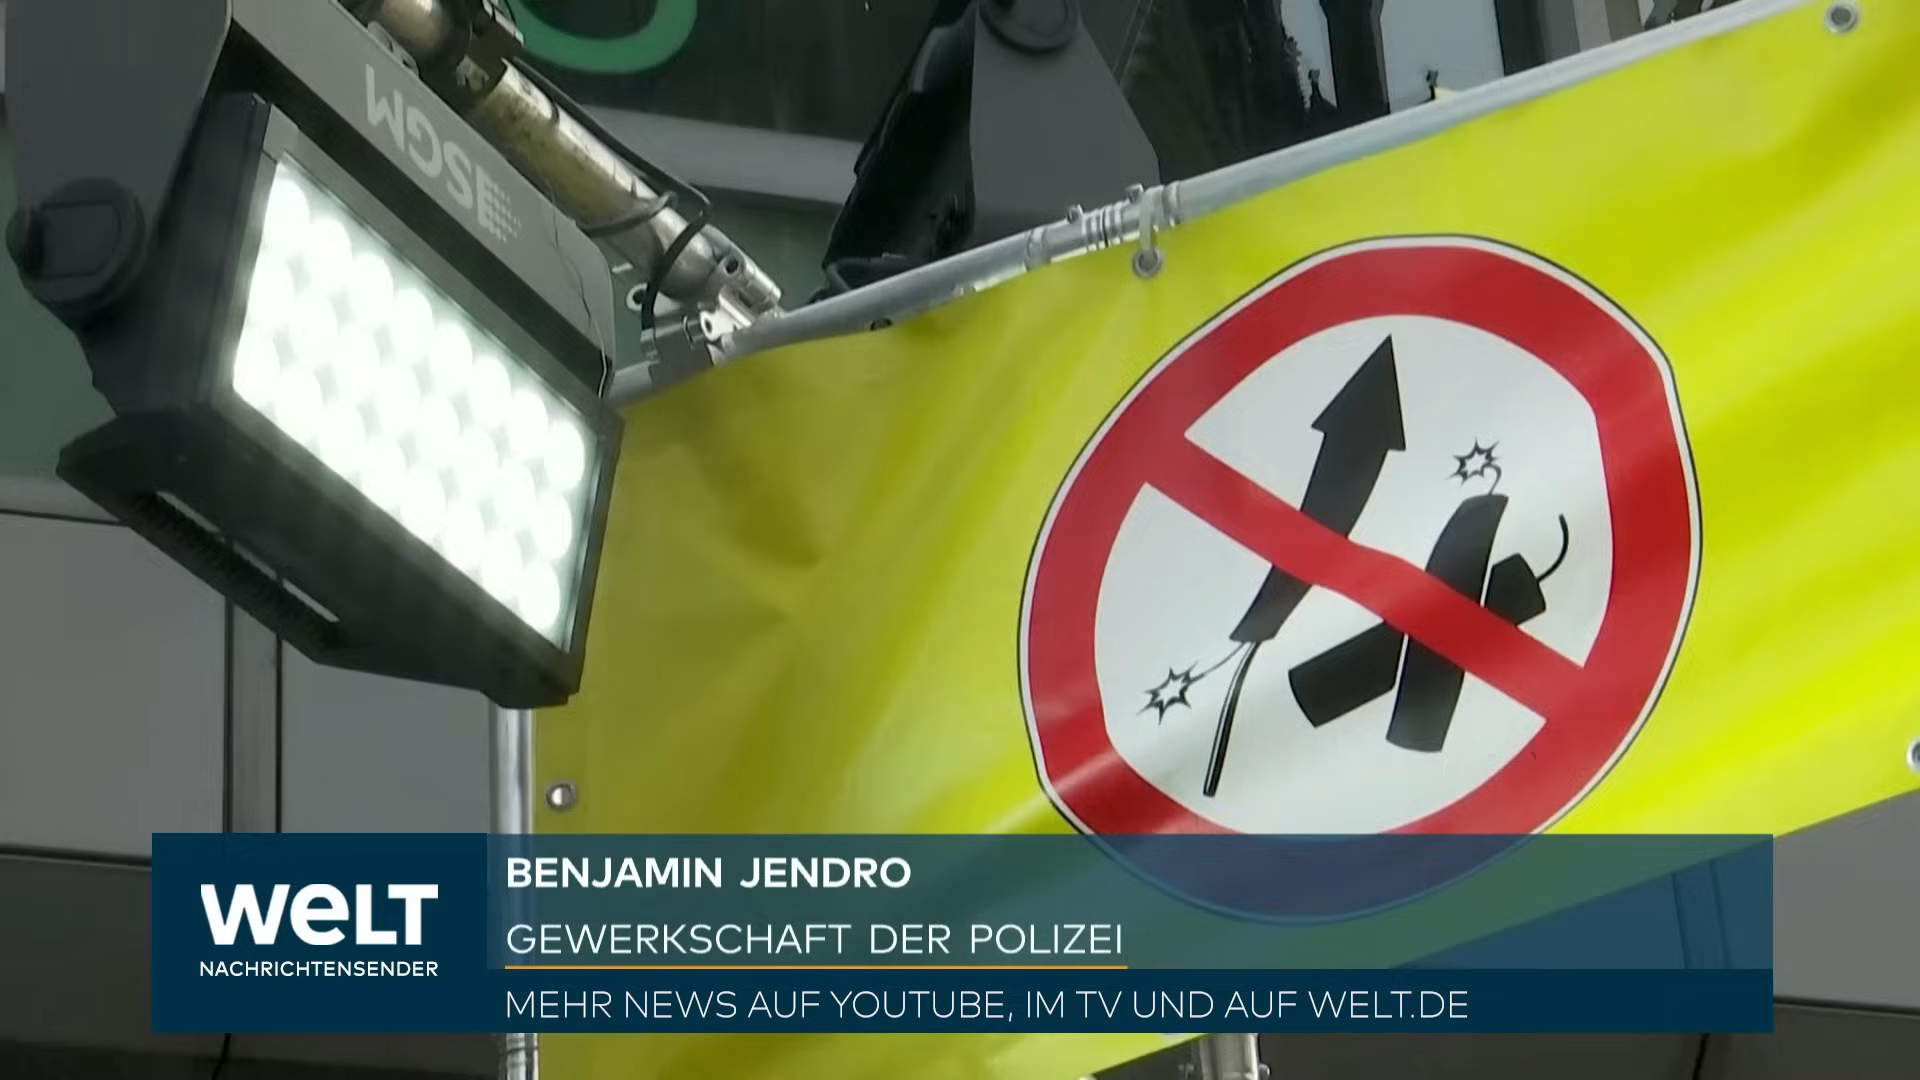 SGM
BENJAMIN JENDRO
GEWERKSCHAFT DER POLIZEI
welt
NACHRICHTENSENDER
MEHR NEWS AUF YOUTUBE, IM TV UND AUF WELT.DE